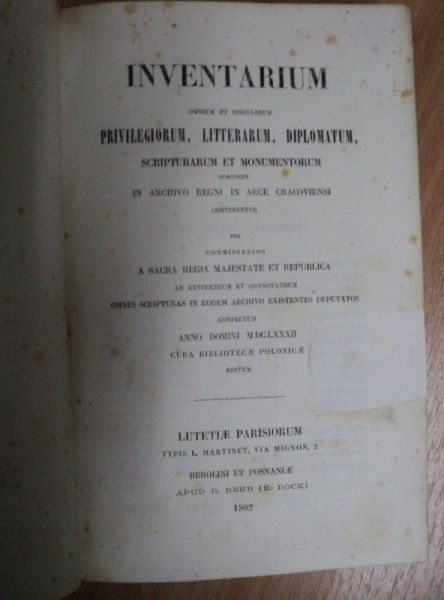 INVENTARIUM
OMNIUM ET SINGULORUM
PRIVILEGIORUM, LITTERARUM, DIPLOMATUM,
SCRIPTURARUM ET MONUMENTORUM
QUÆCUNQUE
IN ARCHIVO REGNI IN ARCE CRACOVIENSI
CONTINENTUR
PER
COMMISSARIOS
A SACRA REGIA MAJESTATE ET REPUBLICA
AD REVIDENDUM ET CONNOTANDUM
OMNES SCRIPTURAS IN EODEM ARCHIVO EXISTENTES DEPUTATOS
CONFECTUM
ANNO DOMINI MDCLXXXII
CURA BIBLIOTECÆ POLONICÆ
EDITUM
LUTETIÆ PARISIORUM
TYPIS L. MARTINET, VIA MIGNON, 2
BEROLINI ET POSNANIÆ
APUD B. BEHR (E. BOCK)
1862